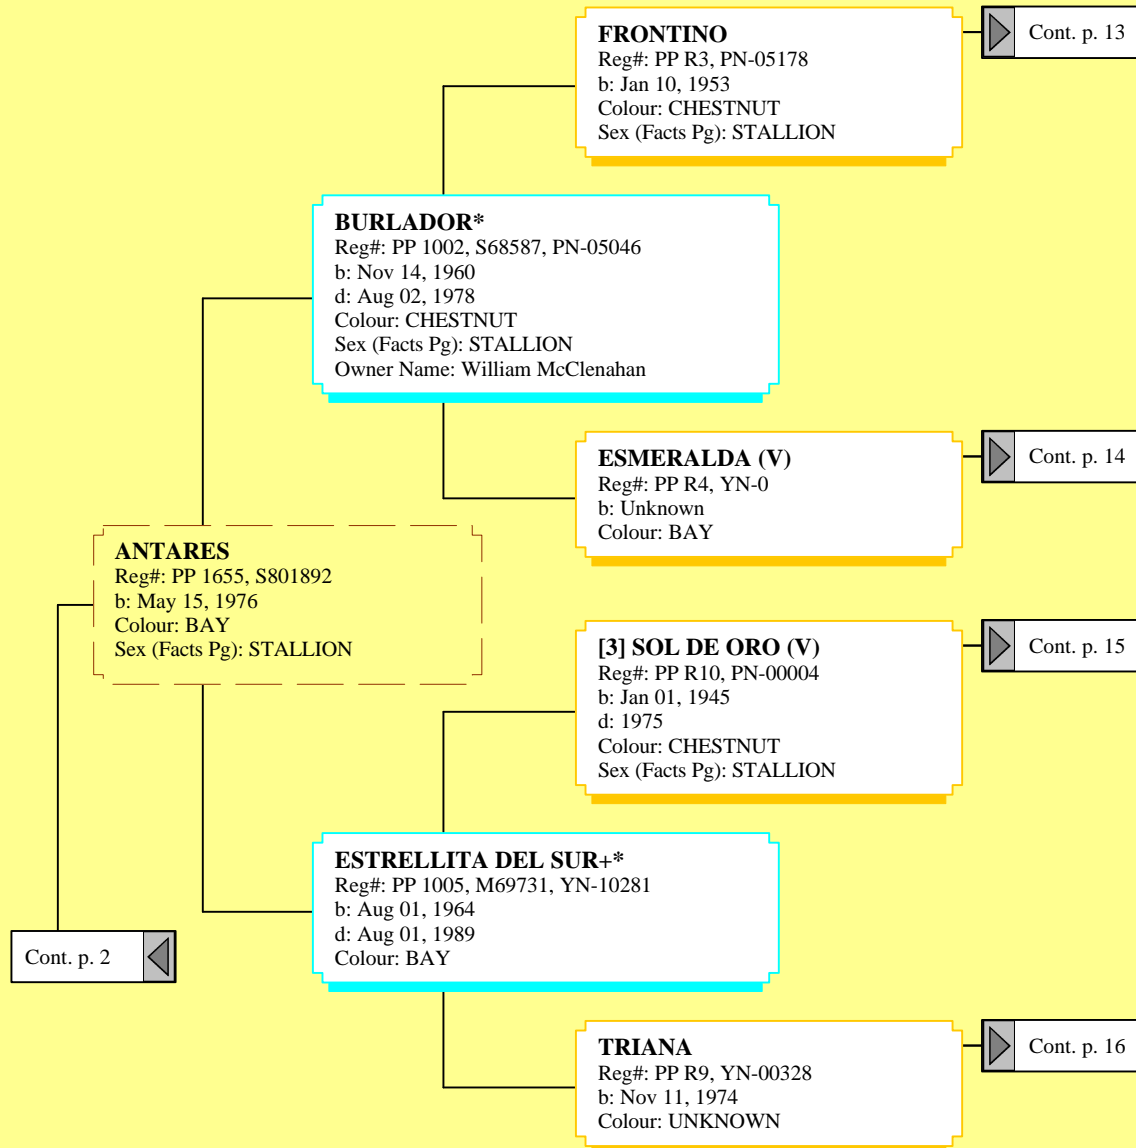 FRONTINO
Reg#: PP R3, PN-05178
b: Jan 10, 1953
Colour: CHESTNUT
Sex (Facts Pg): STALLION
Cont. p. 13
BURLADOR*
Reg#: PP 1002, S68587, PN-05046
b: Nov 14, 1960
d: Aug 02, 1978
Colour: CHESTNUT
Sex (Facts Pg): STALLION
Owner Name: William McClenahan
ESMERALDA (V)
Reg#: PP R4, YN-0
b: Unknown
Colour: BAY
Cont. p. 14
ANTARES
Reg#: PP 1655, S801892
b: May 15, 1976
Colour: BAY
Sex (Facts Pg): STALLION
[3] SOL DE ORO (V)
Reg#: PP R10, PN-00004
b: Jan 01, 1945
d: 1975
Colour: CHESTNUT
Sex (Facts Pg): STALLION
Cont. p. 15
ESTRELLITA DEL SUR+*
Reg#: PP 1005, M69731, YN-10281
b: Aug 01, 1964
d: Aug 01, 1989
Colour: BAY
Cont. p. 2
TRIANA
Reg#: PP R9, YN-00328
b: Nov 11, 1974
Colour: UNKNOWN
Cont. p. 16